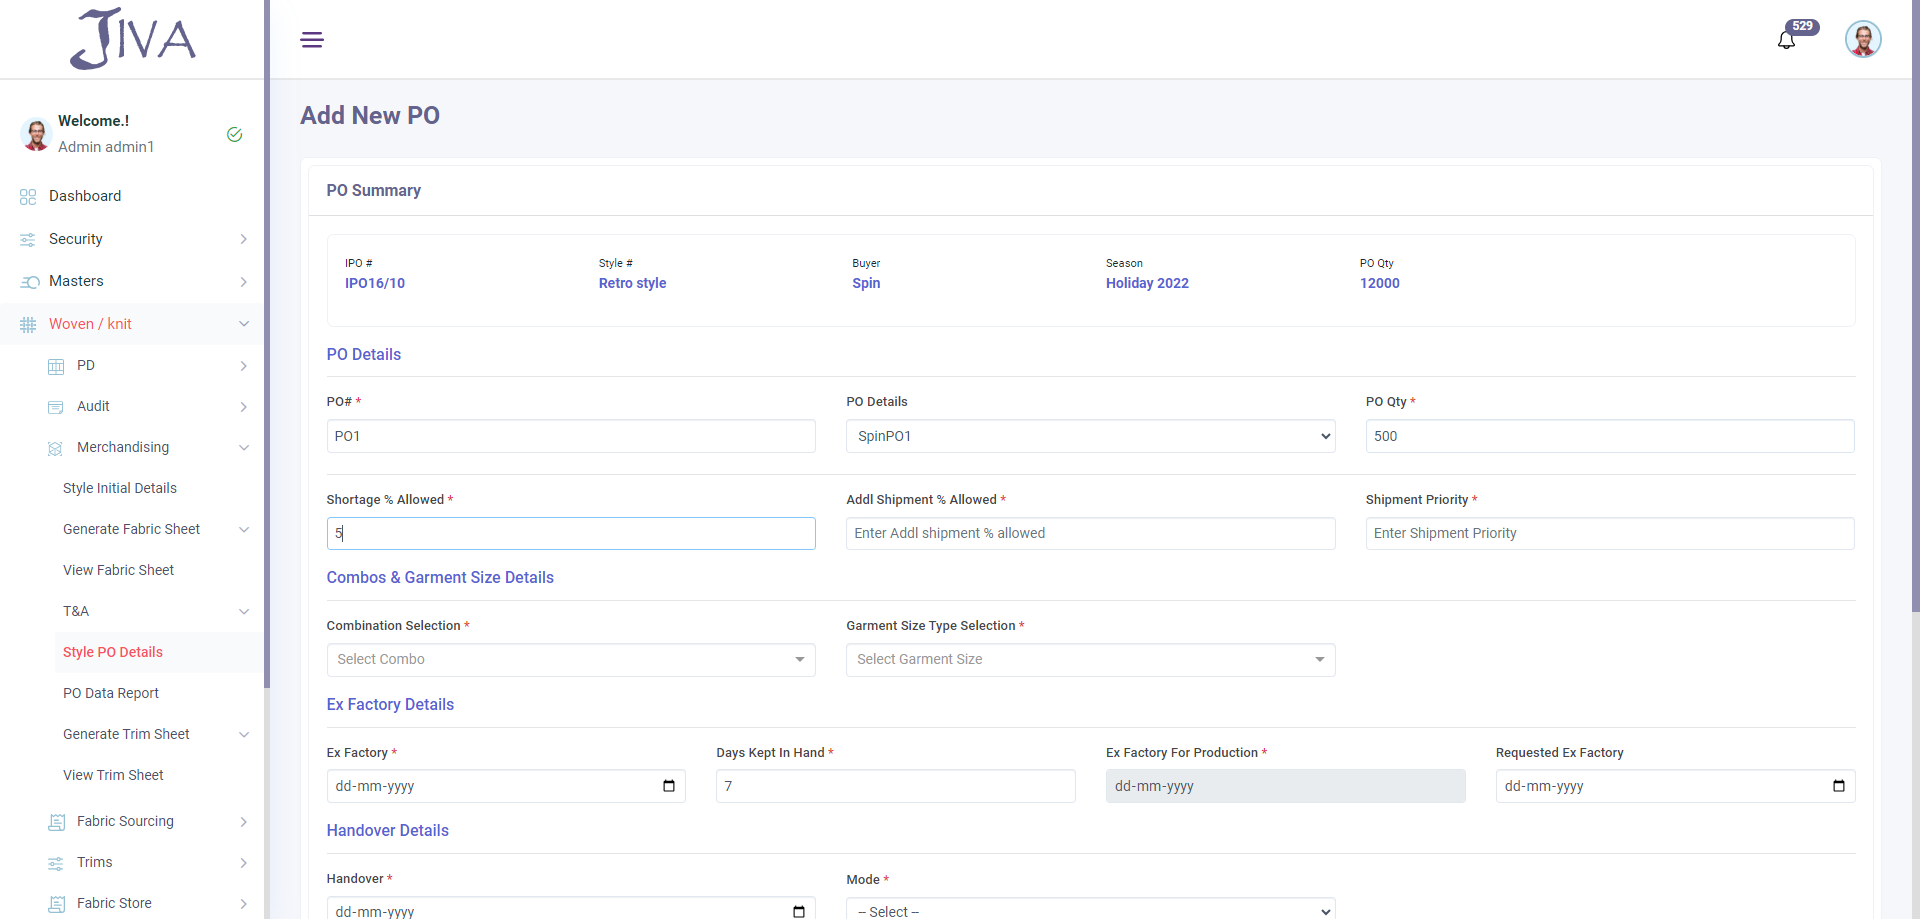 JIVA
529
Welcome.!
Admin admin1
Dashboard
Security
Masters
Woven / knit
PD
Audit
Merchandising
Style Initial Details
Generate Fabric Sheet
View Fabric Sheet
T&A
Style PO Details
PO Data Report
Generate Trim Sheet
View Trim Sheet
Fabric Sourcing
Trims
Fabric Store
Add New PO
PO Summary
IPO # Style # Buyer Season PO Qty
IPO16/10 Retro style Spin Holiday 2022 12000
PO Details
PO# * PO Details PO Qty *
PO1 SpinPO1 500
Shortage % Allowed * Addl Shipment % Allowed * Shipment Priority *
5 Enter Addl shipment % allowed Enter Shipment Priority
Combos & Garment Size Details
Combination Selection * Garment Size Type Selection *
Select Combo Select Garment Size
Ex Factory Details
Ex Factory * Days Kept In Hand * Ex Factory For Production * Requested Ex Factory
dd-mm-yyyy 7 dd-mm-yyyy dd-mm-yyyy
Handover Details
Handover * Mode *
dd-mm-yyyy -- Select --